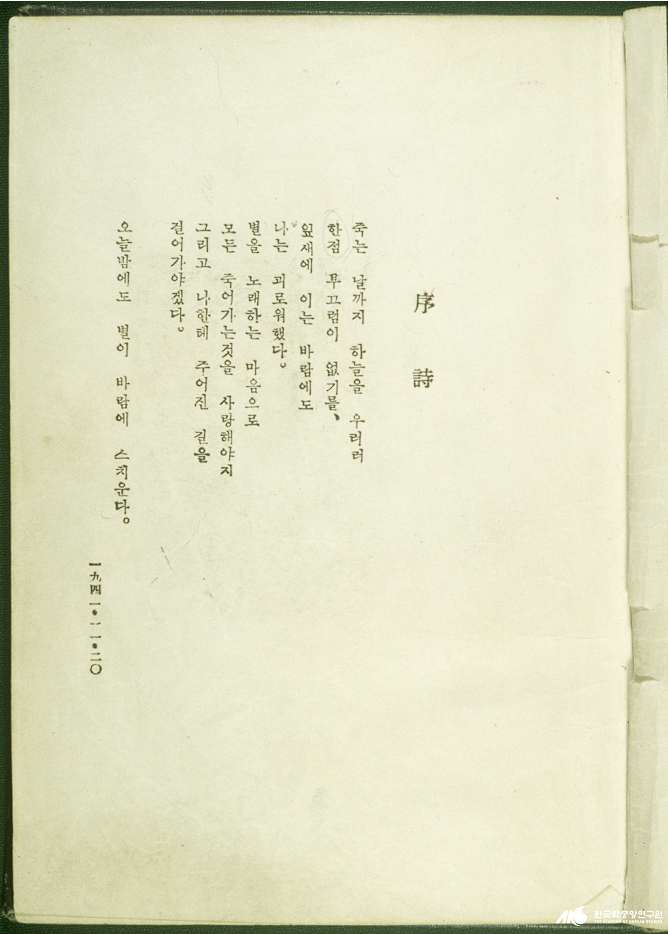 序詩
죽는 날까지 하늘을 우러러
한점 부끄럼이 없기를、
잎새에 이는 바람에도
나는 괴로워했다。
별을 노래하는 마음으로
모든 죽어가는것을 사랑해야지
그리고 나한테 주어진 길을
걸어가야겠다。
오늘밤에도 별이 바람에 스치운다。
一九四一・一一・二〇
한국학중앙연구원
THE ACADEMY OF KOREAN STUDIES